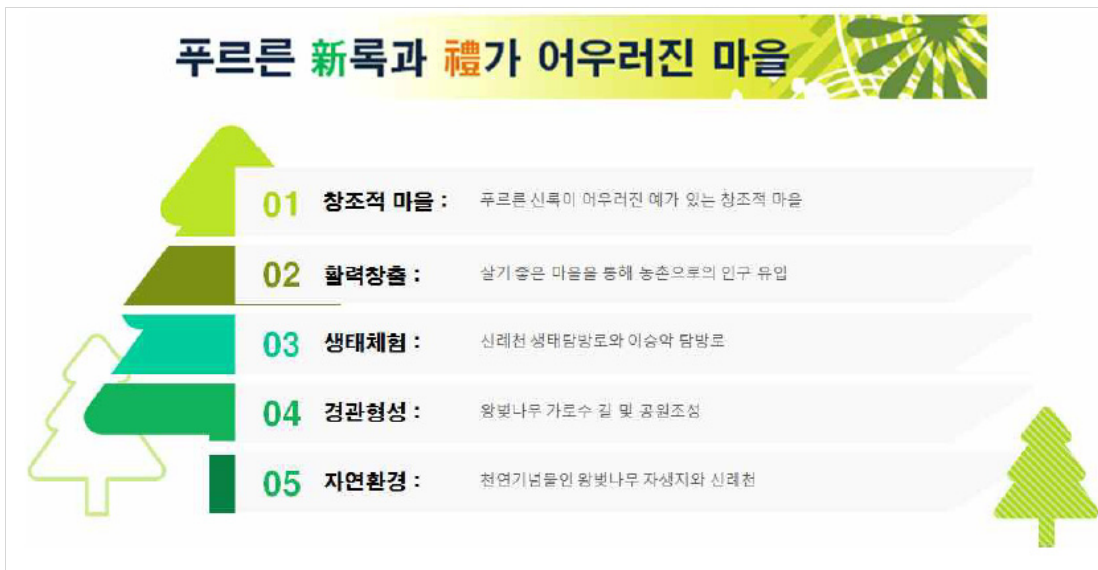 푸르른 新록과 禮가 어우러진 마을
01 창조적 마을 : 푸르른 신록이 어우러진 예가 있는 창조적 마을
02 활력창출 : 살기 좋은 마을을 통해 농촌으로의 인구 유입
03 생태체험 : 신례천 생태탐방로와 이승악 탐방로
04 경관형성 : 왕벚나무 가로수 길 및 공원조성
05 자연환경 : 천연기념물인 왕벚나무 자생지와 신례천